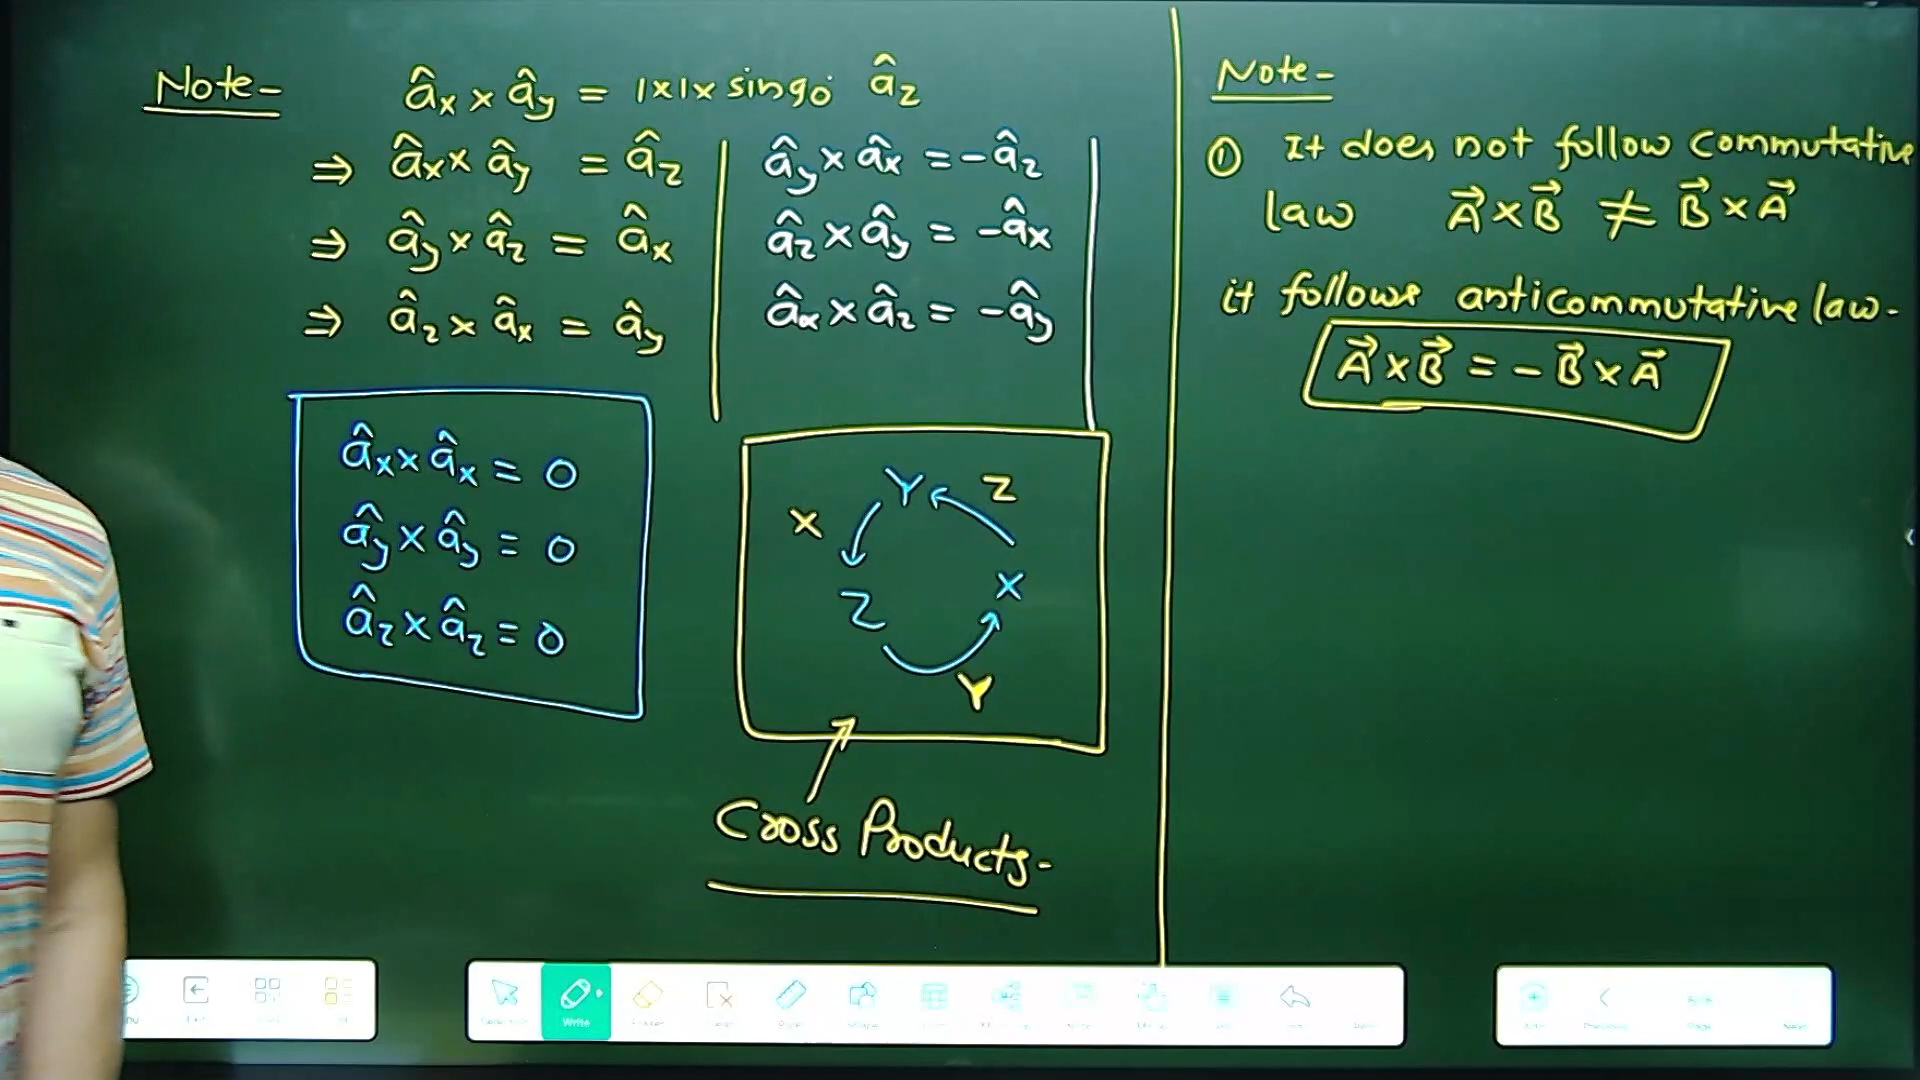 Note-
âx × ây = 1×1× sin90 âz
⇒ âx × ây = âz
⇒ ây × âz = âx
⇒ âz × âx = ây
ây × âx = -âz
âz × ây = -âx
âx × âz = -ây
âx × âx = 0
ây × ây = 0
âz × âz = 0
Y Z
X
Z X
Y
Cross Products-
Note-
① It does not follow Commutative
law A⃗ × B⃗ ≠ B⃗ × A⃗
it follows anticommutative law-
A⃗ × B⃗ = - B⃗ × A⃗
Write